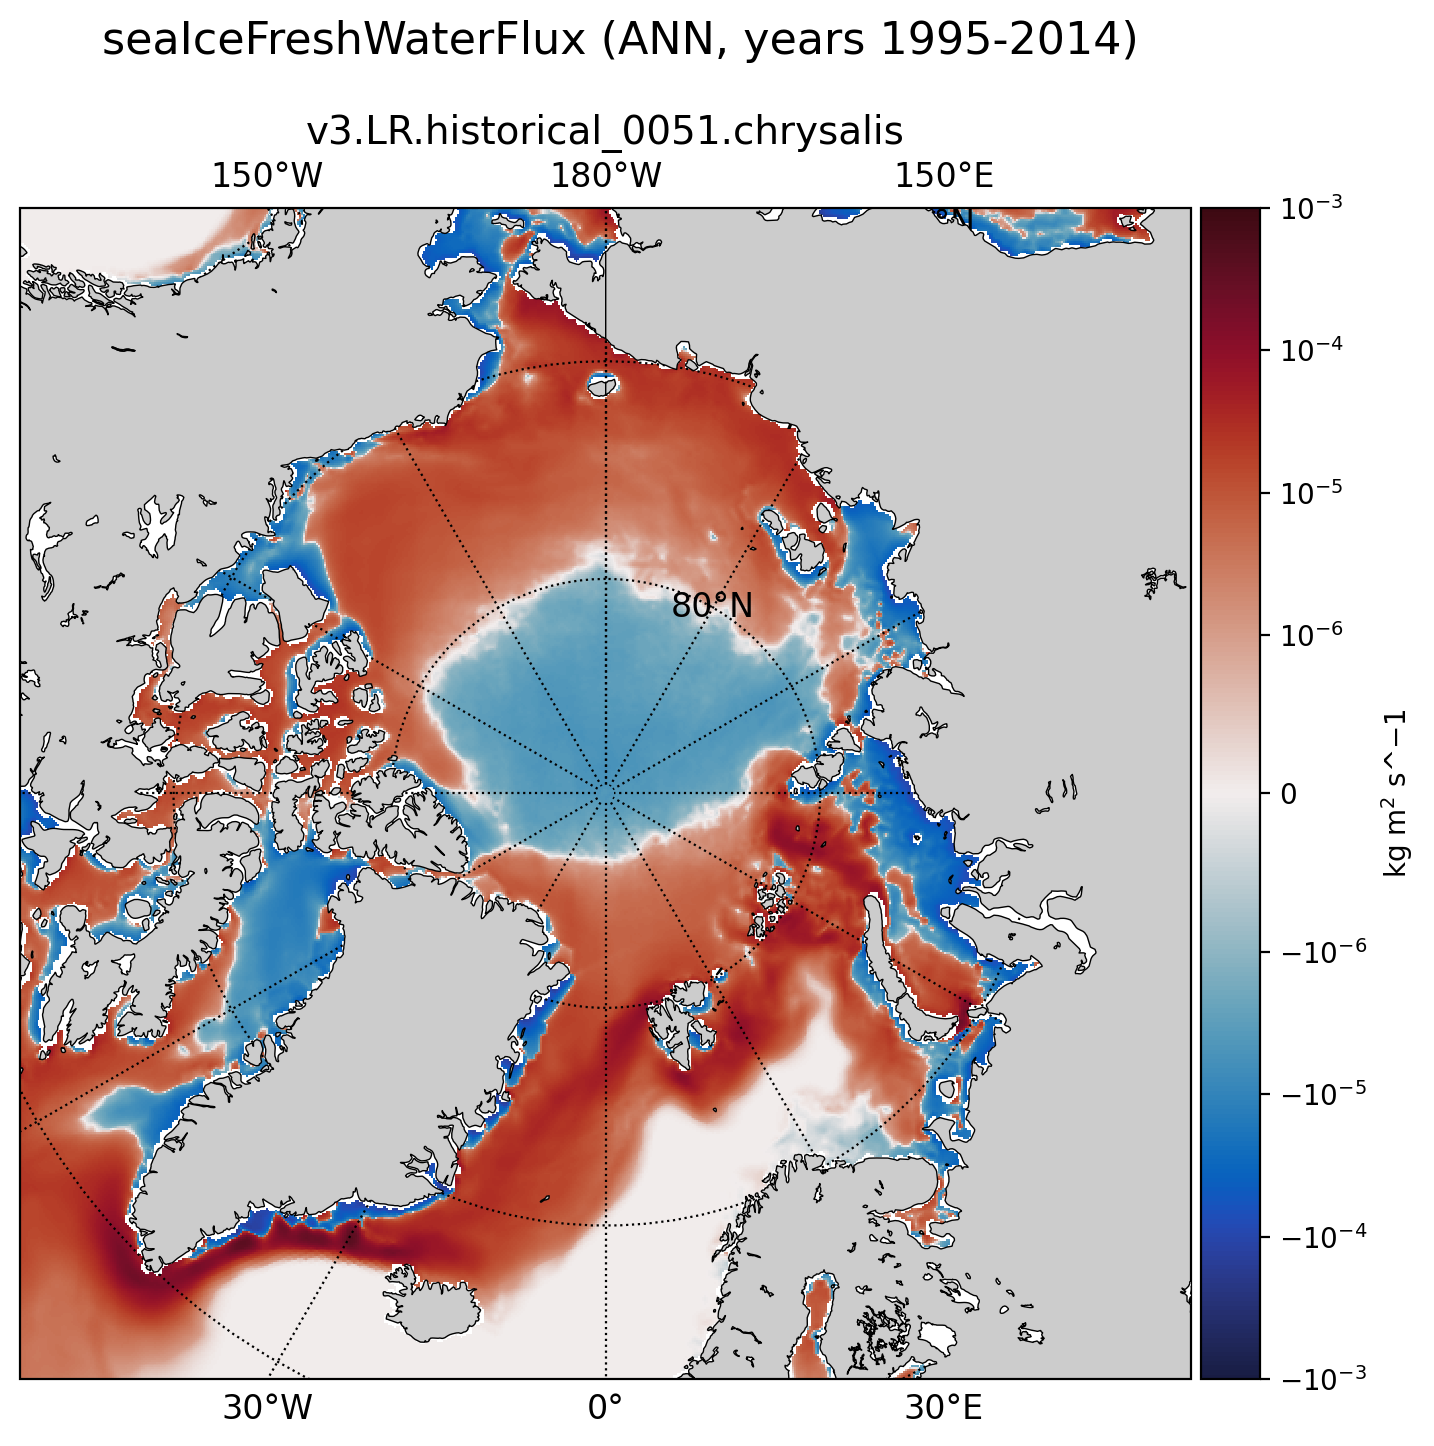 seaIceFreshWaterFlux (ANN, years 1995-2014)
v3.LR.historical_0051.chrysalis
150°W 180°W 150°E
°N
80°N
30°W 0° 30°E
10⁻³
10⁻⁴
10⁻⁵
10⁻⁶
0
−10⁻⁶
−10⁻⁵
−10⁻⁴
−10⁻³
kg m² s^−1